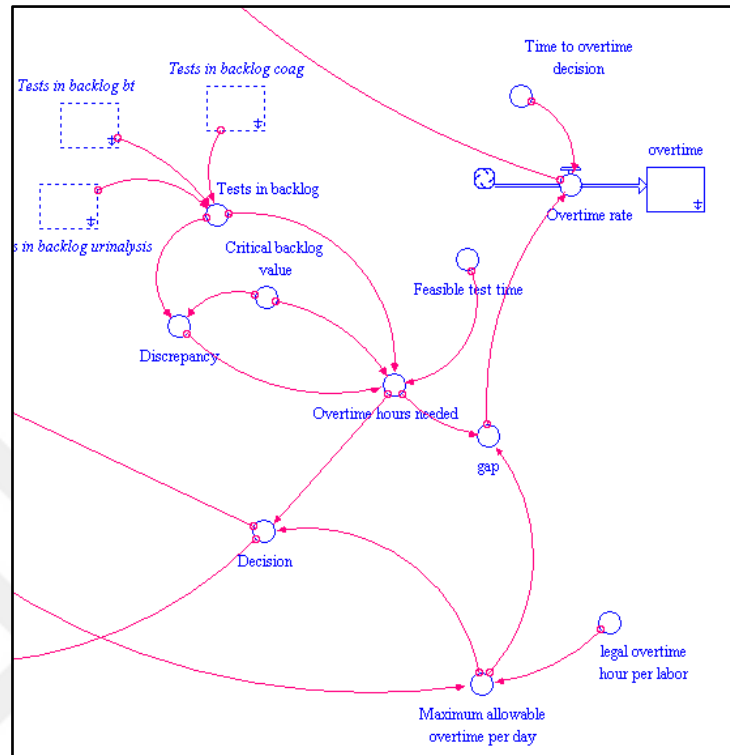 Time to overtime
decision
Tests in backlog coag
Tests in backlog bt
overtime
Tests in backlog
Overtime rate
s in backlog urinalysis
Critical backlog
value
Feasible test time
Discrepancy
Overtime hours needed
gap
Decision
legal overtime
hour per labor
Maximum allowable
overtime per day